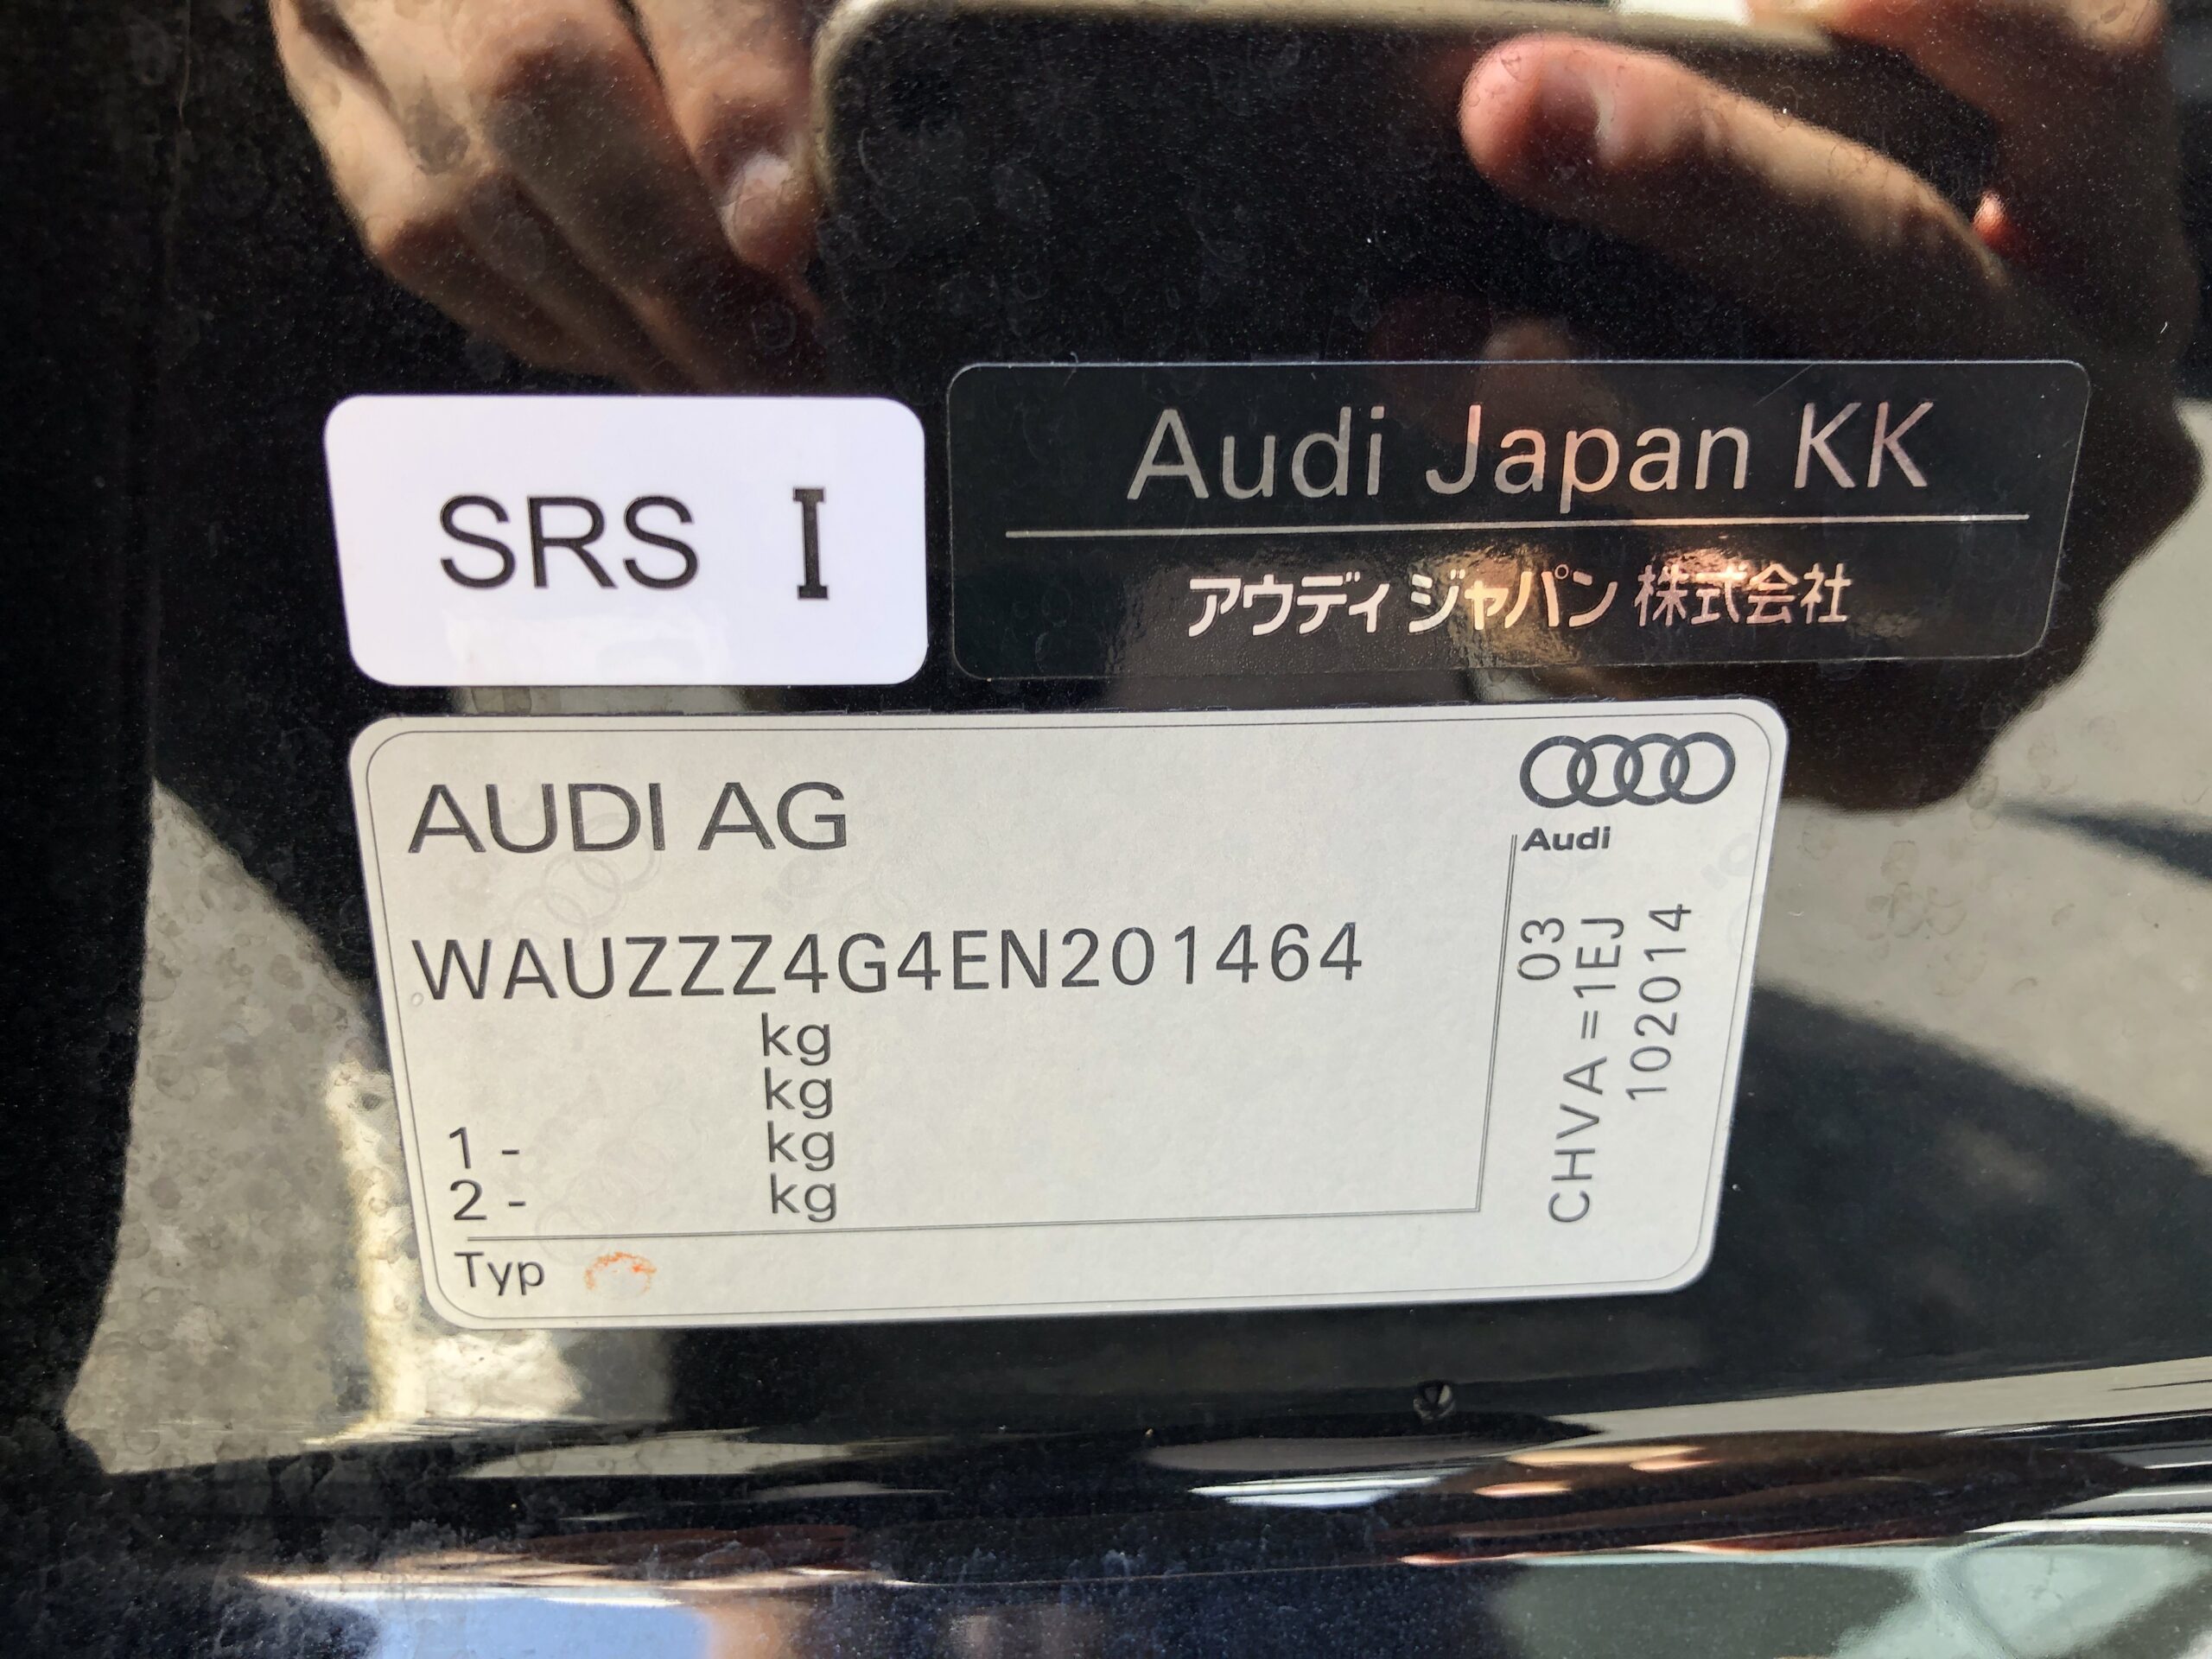 SRS I
Audi Japan KK
アウディ ジャパン 株式会社
AUDI AG
WAUZZZ4G4EN201464
kg
kg
1 - kg
2 - kg
Typ
Audi
03
CHVA=1EJ
102014